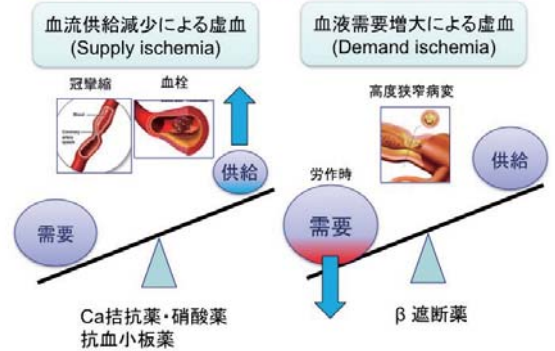 血流供給減少による虚血
(Supply ischemia)
冠攣縮
血栓
供給
需要
Ca拮抗薬・硝酸薬
抗血小板薬
血液需要増大による虚血
(Demand ischemia)
高度狭窄病変
供給
労作時
需要
β 遮断薬